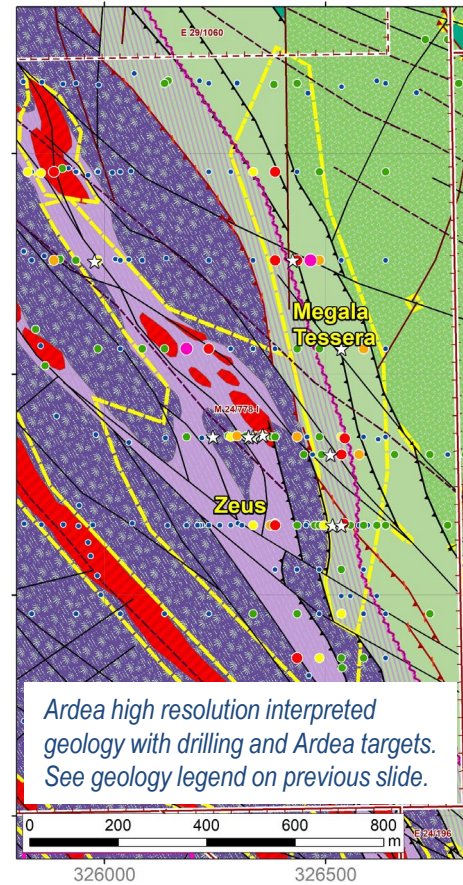 E 29/1060
Megala
Tessera
M 24/778-I
Zeus
Ardea high resolution interpreted
geology with drilling and Ardea targets.
See geology legend on previous slide.
E 24/196
0 200 400 600 800
m
326000 326500